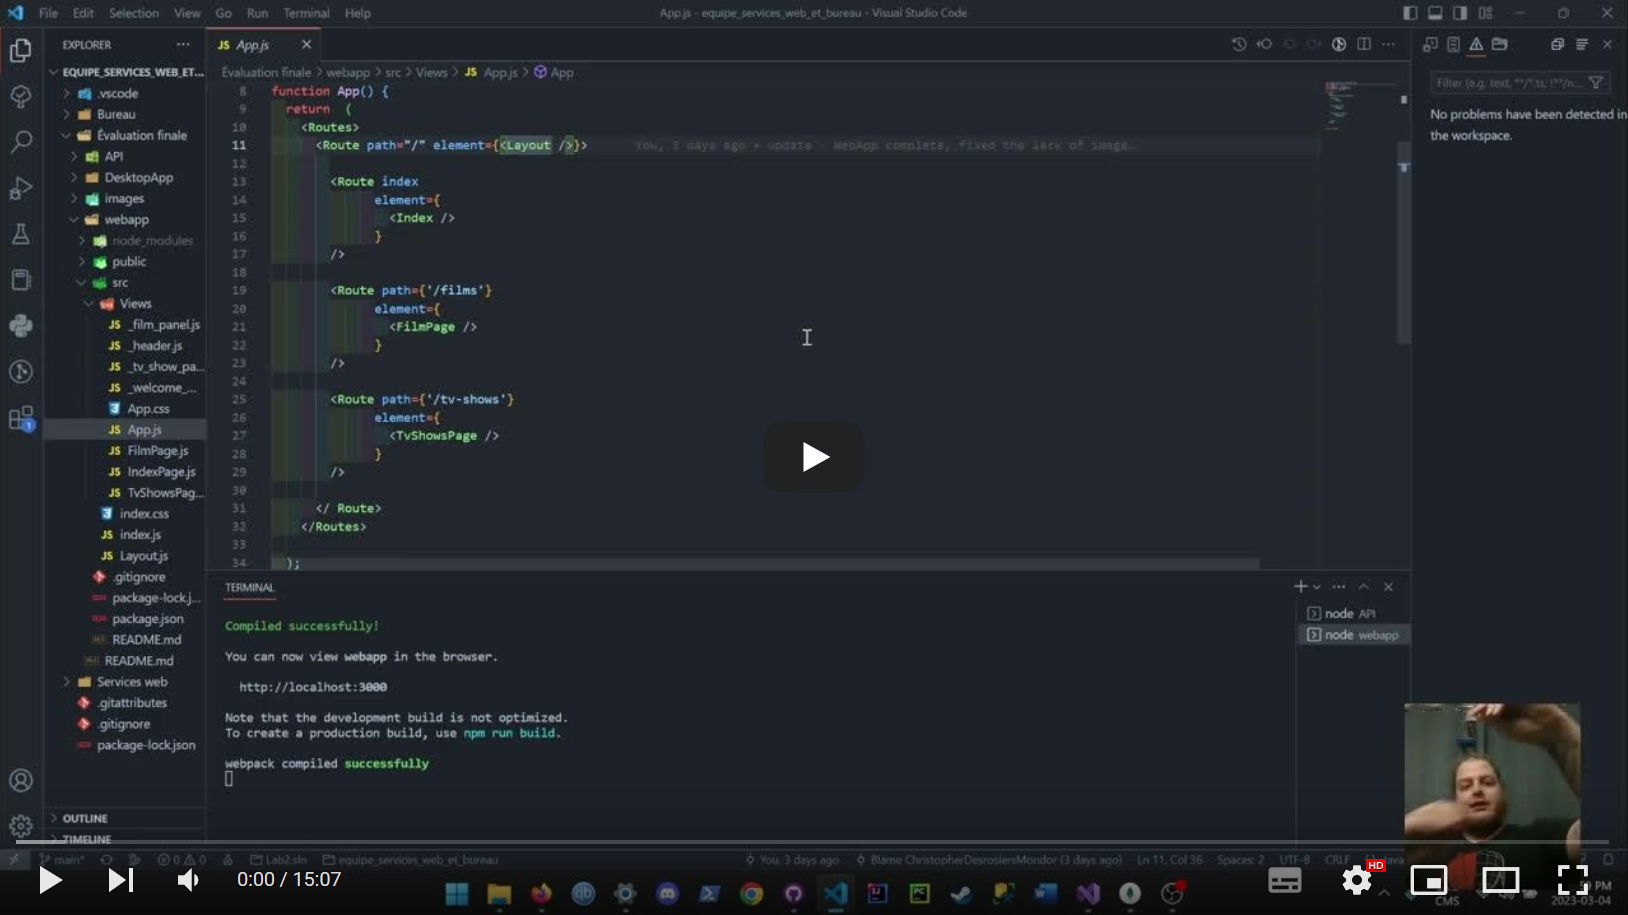 File Edit Selection View Go Run Terminal Help
App.js - equipe_services_web_et_bureau - Visual Studio Code
EXPLORER
EQUIPE_SERVICES_WEB_ET...
.vscode
Bureau
Évaluation finale
API
DesktopApp
images
webapp
node_modules
public
src
Views
JS _film_panel.js
JS _header.js
JS _tv_show_pa...
JS _welcome_...
App.css
JS App.js
JS FilmPage.js
JS IndexPage.js
JS TvShowsPag...
index.css
JS index.js
JS Layout.js
.gitignore
package-lock.j...
package.json
README.md
README.md
Services web
.gitattributes
.gitignore
package-lock.json
OUTLINE
TIMELINE
JS App.js
Évaluation finale > webapp > src > Views > JS App.js > App
8 function App() {
9 return (
10 <Routes>
11 <Route path="/" element={<Layout />}> You, 3 days ago • update - WebApp complete, fixed the lack of image…
12
13 <Route index
14 element={
15 <Index />
16 }
17 />
18
19 <Route path={'/films'}
20 element={
21 <FilmPage />
22 }
23 />
24
25 <Route path={'/tv-shows'}
26 element={
27 <TvShowsPage />
28 }
29 />
30
31 </ Route>
32 </Routes>
33
34 );
Filter (e.g. text, **/*.ts, !**/n...
No problems have been detected in
the workspace.
TERMINAL
Compiled successfully!
You can now view webapp in the browser.
http://localhost:3000
Note that the development build is not optimized.
To create a production build, use npm run build.
webpack compiled successfully
node API
node webapp
main* 0 0 Lab2.sln equipe_services_web_et_bureau
You, 3 days ago Blame ChristopherDesrosiersMondor (3 days ago) Ln 11, Col 36 Spaces: 2 UTF-8 CRLF
0:00 / 15:07
HD
CMS
PM
2023-03-04